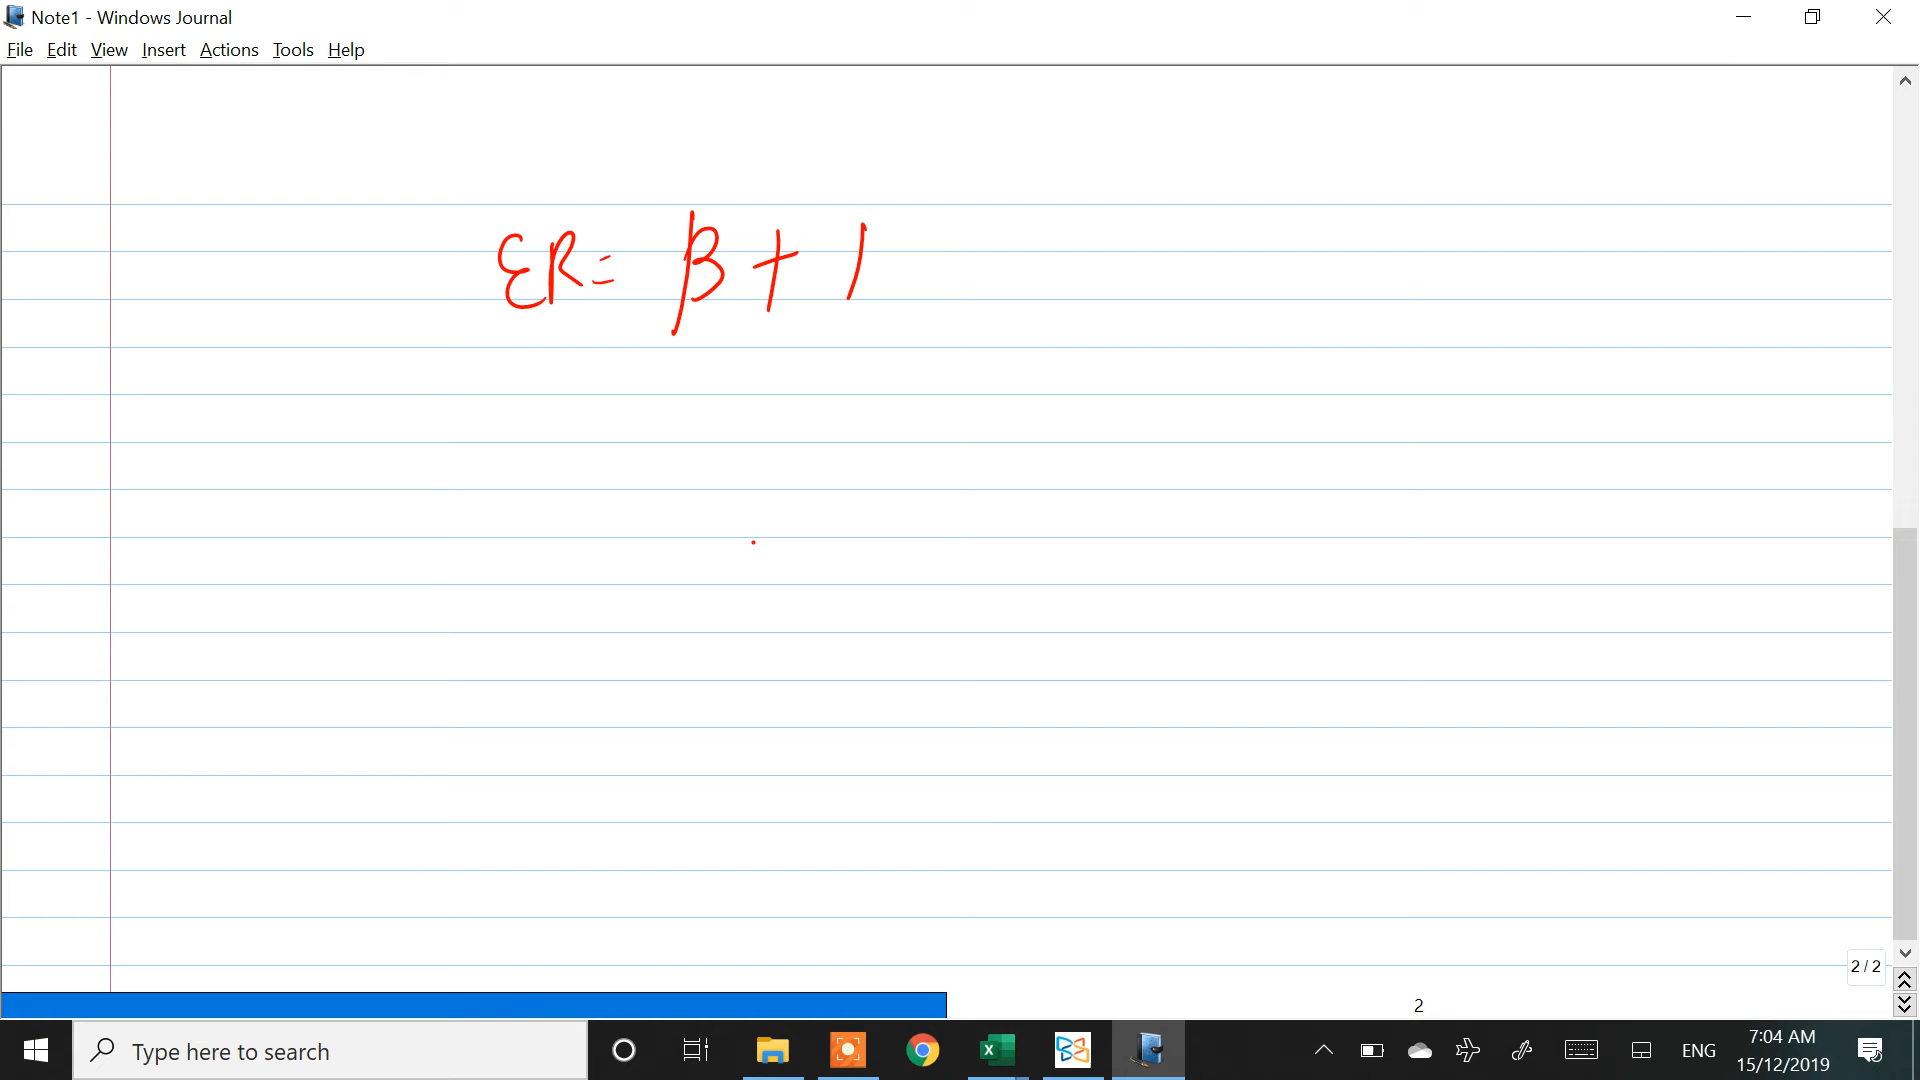 Note1 - Windows Journal
File Edit View Insert Actions Tools Help
ER = β + 1
2 / 2
2
Type here to search
ENG
7:04 AM
15/12/2019